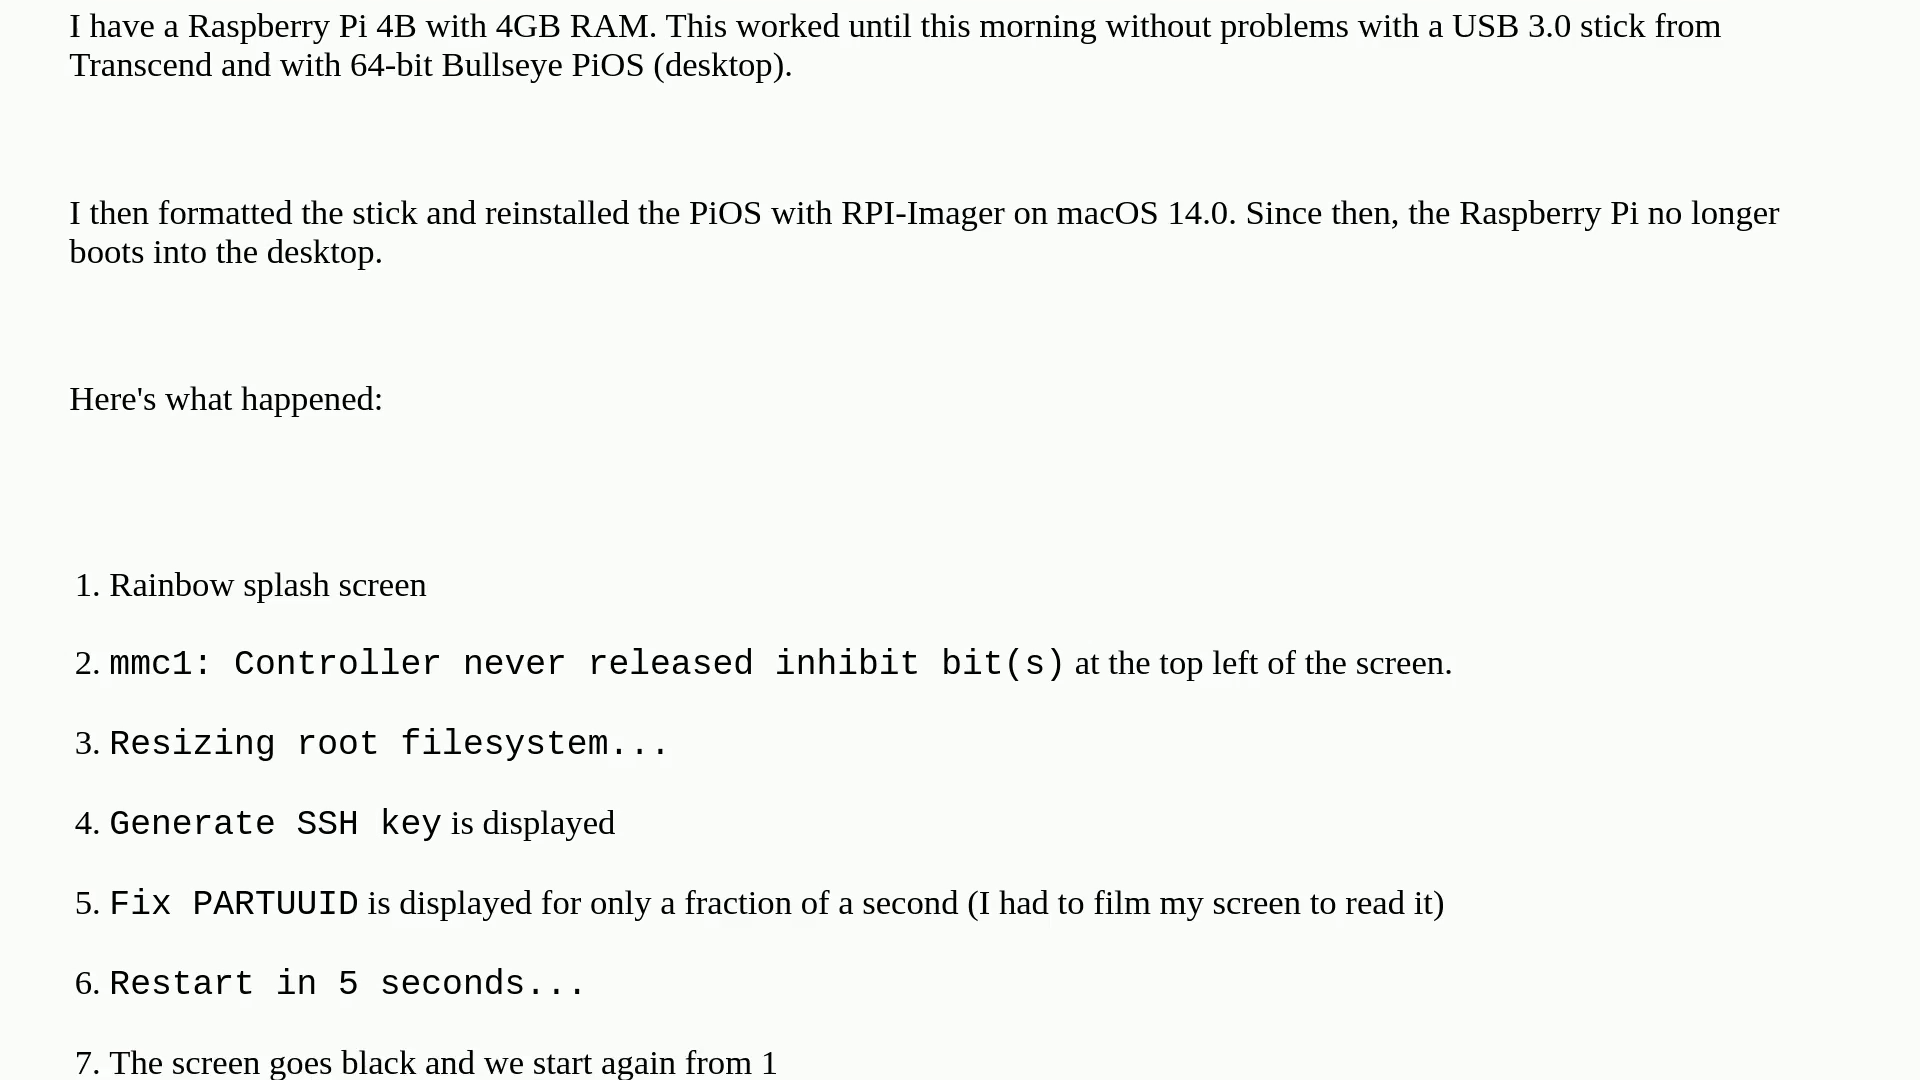 I have a Raspberry Pi 4B with 4GB RAM. This worked until this morning without problems with a USB 3.0 stick from
Transcend and with 64-bit Bullseye PiOS (desktop).
I then formatted the stick and reinstalled the PiOS with RPI-Imager on macOS 14.0. Since then, the Raspberry Pi no longer
boots into the desktop.
Here's what happened:
1. Rainbow splash screen
2. mmc1: Controller never released inhibit bit(s) at the top left of the screen.
3. Resizing root filesystem...
4. Generate SSH key is displayed
5. Fix PARTUUID is displayed for only a fraction of a second (I had to film my screen to read it)
6. Restart in 5 seconds...
7. The screen goes black and we start again from 1